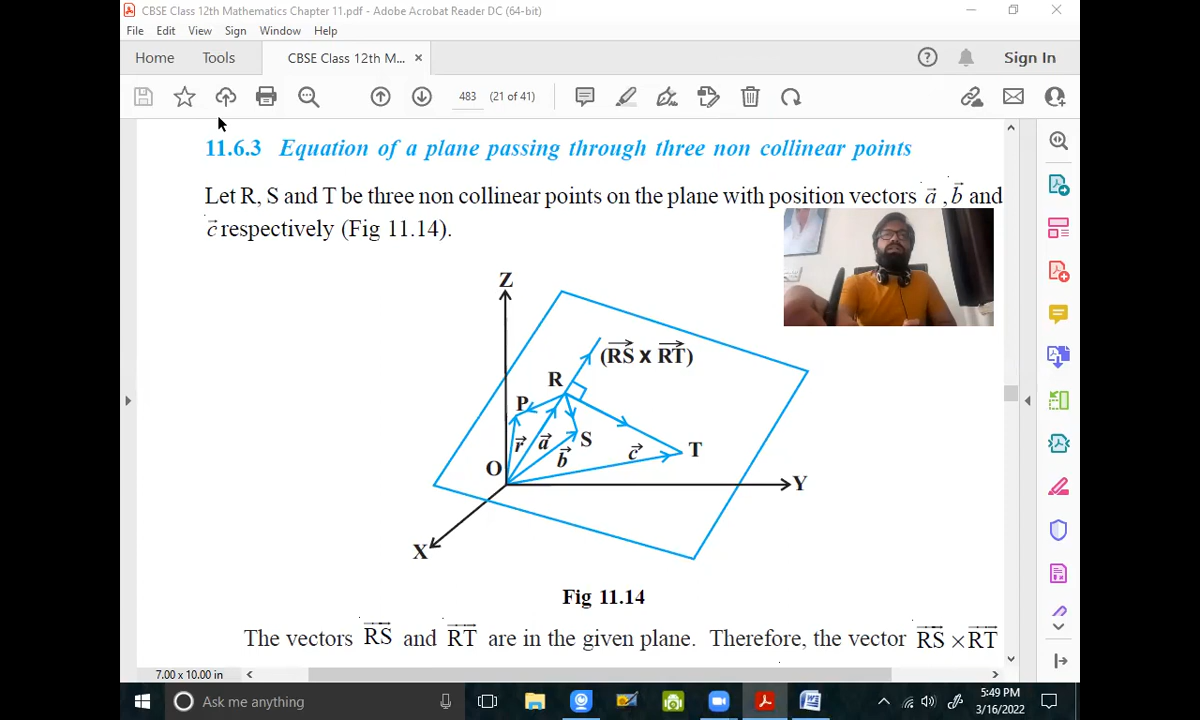 CBSE Class 12th Mathematics Chapter 11.pdf - Adobe Acrobat Reader DC (64-bit)
File Edit View Sign Window Help
Home Tools CBSE Class 12th M... × Sign In
483 (21 of 41)
11.6.3 Equation of a plane passing through three non collinear points
Let R, S and T be three non collinear points on the plane with position vectors a⃗ , b⃗ and
c⃗ respectively (Fig 11.14).
Z
(RS x RT)
R
P
S
r⃗ a⃗
b⃗
c⃗
T
O
Y
X
Fig 11.14
The vectors RS and RT are in the given plane. Therefore, the vector RS × RT
7.00 x 10.00 in
Ask me anything
5:49 PM
3/16/2022